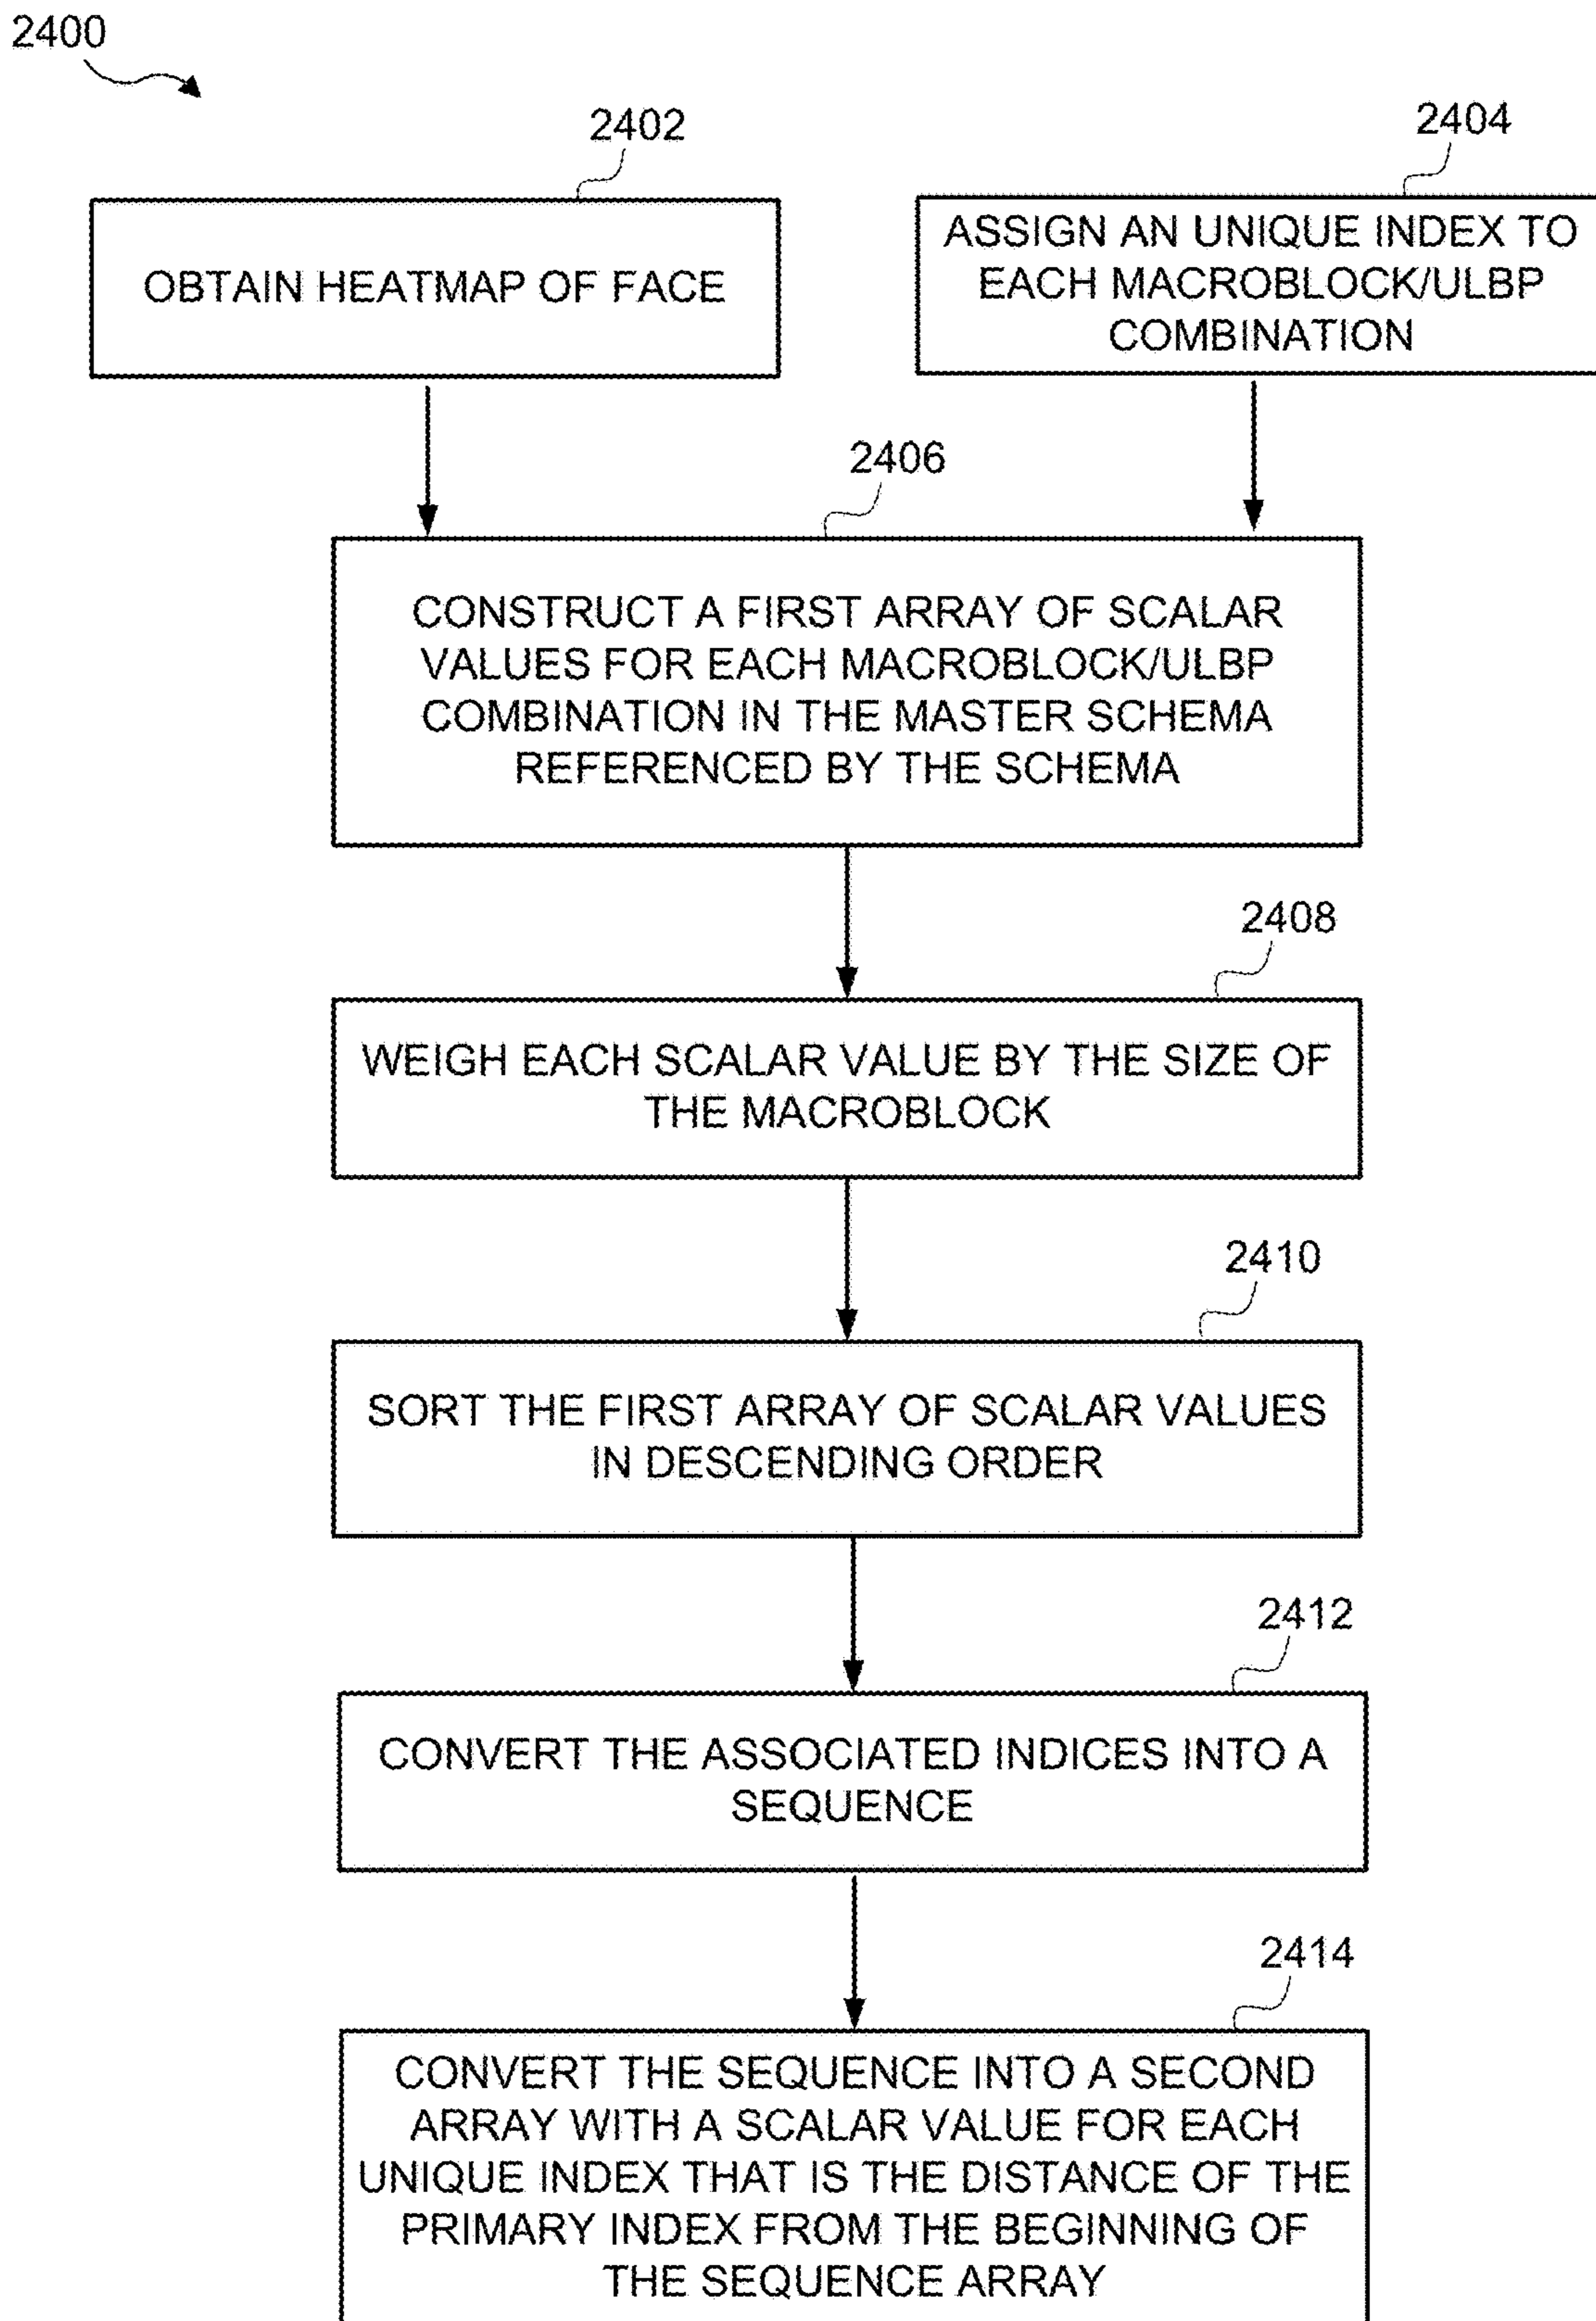 2400
2402
2404
OBTAIN HEATMAP OF FACE
ASSIGN AN UNIQUE INDEX TO
EACH MACROBLOCK/ULBP
COMBINATION
2406
CONSTRUCT A FIRST ARRAY OF SCALAR
VALUES FOR EACH MACROBLOCK/ULBP
COMBINATION IN THE MASTER SCHEMA
REFERENCED BY THE SCHEMA
2408
WEIGH EACH SCALAR VALUE BY THE SIZE OF
THE MACROBLOCK
2410
SORT THE FIRST ARRAY OF SCALAR VALUES
IN DESCENDING ORDER
2412
CONVERT THE ASSOCIATED INDICES INTO A
SEQUENCE
2414
CONVERT THE SEQUENCE INTO A SECOND
ARRAY WITH A SCALAR VALUE FOR EACH
UNIQUE INDEX THAT IS THE DISTANCE OF THE
PRIMARY INDEX FROM THE BEGINNING OF
THE SEQUENCE ARRAY